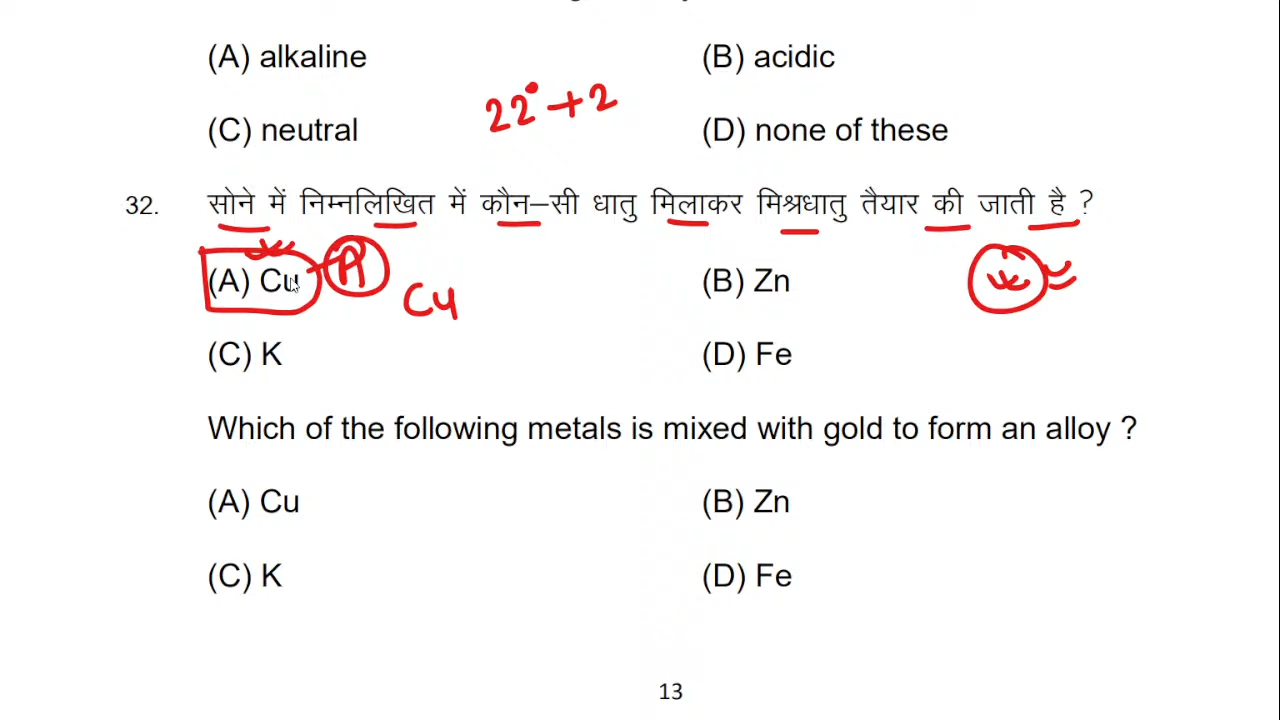 (A) alkaline (B) acidic
22° +2
(C) neutral (D) none of these
32. सोने में निम्नलिखित में कौन–सी धातु मिलाकर मिश्रधातु तैयार की जाती है ?
(A) Cu A (B) Zn
Cu
(C) K (D) Fe
Which of the following metals is mixed with gold to form an alloy ?
(A) Cu (B) Zn
(C) K (D) Fe
13